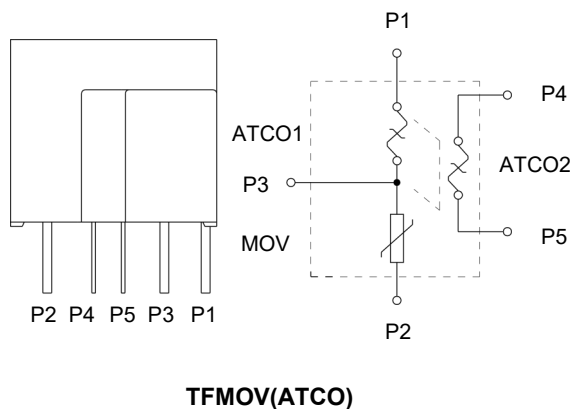 P1
P4
ATCO1
ATCO2
P3
MOV
P5
P2 P4 P5 P3 P1
P2
TFMOV(ATCO)